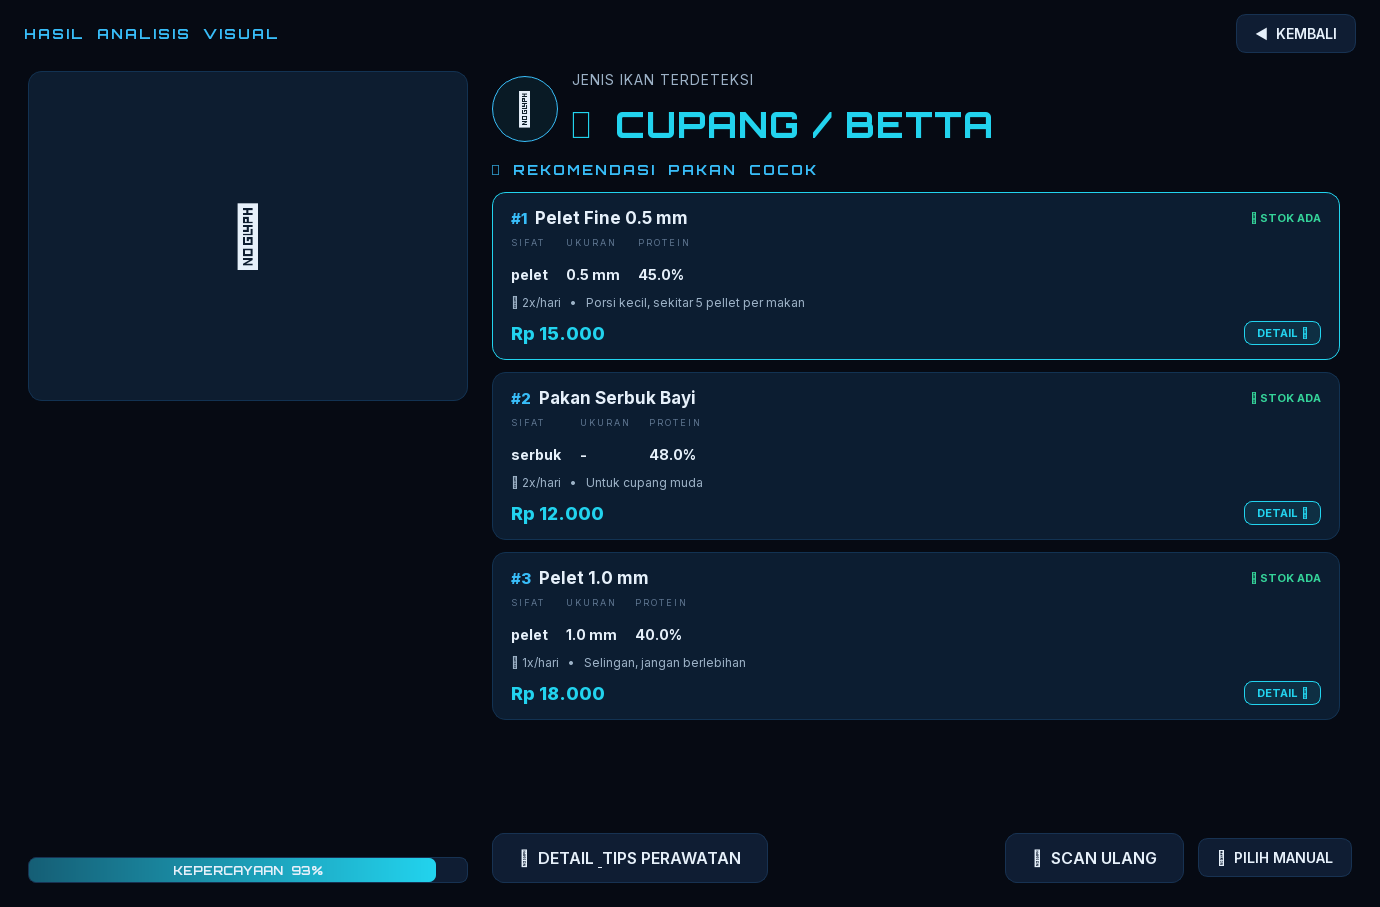 HASIL ANALISIS VISUAL
◀ KEMBALI
NO GLYPH
NO GLYPH
JENIS IKAN TERDETEKSI
CUPANG / BETTA
REKOMENDASI PAKAN COCOK
#1 Pelet Fine 0.5 mm
STOK ADA
SIFAT UKURAN PROTEIN
pelet 0.5 mm 45.0%
2x/hari • Porsi kecil, sekitar 5 pellet per makan
Rp 15.000
DETAIL
#2 Pakan Serbuk Bayi
STOK ADA
SIFAT UKURAN PROTEIN
serbuk - 48.0%
2x/hari • Untuk cupang muda
Rp 12.000
DETAIL
#3 Pelet 1.0 mm
STOK ADA
SIFAT UKURAN PROTEIN
pelet 1.0 mm 40.0%
1x/hari • Selingan, jangan berlebihan
Rp 18.000
DETAIL
KEPERCAYAAN 93%
DETAIL _TIPS PERAWATAN
SCAN ULANG
PILIH MANUAL